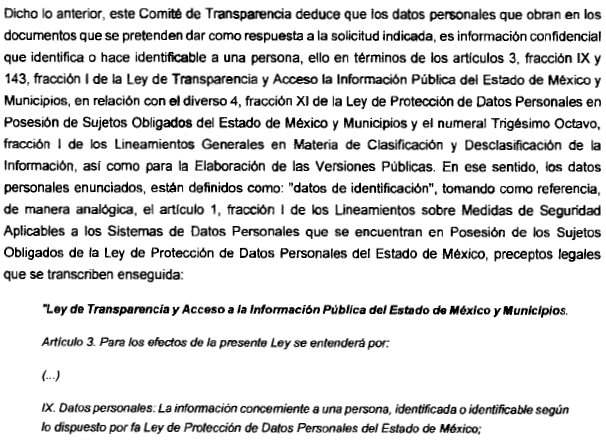 Dicho lo anterior, este Comité de Transparencia deduce que los datos personales que obran en los
documentos que se pretenden dar como respuesta a la solicitud indicada, es información confidencial
que identifica o hace identificable a una persona, ello en términos de los artículos 3, fracción IX y
143, fracción I de la Ley de Transparencia y Acceso la Información Pública del Estado de México y
Municipios, en relación con el diverso 4, fracción XI de la Ley de Protección de Datos Personales en
Posesión de Sujetos Obligados del Estado de México y Municipios y el numeral Trigésimo Octavo,
fracción I de los Lineamientos Generales en Materia de Clasificación y Desclasificación de la
Información, así como para la Elaboración de las Versiones Públicas. En ese sentido, los datos
personales enunciados, están definidos como: "datos de identificación", tomando como referencia,
de manera analógica, el artículo 1, fracción I de los Lineamientos sobre Medidas de Seguridad
Aplicables a los Sistemas de Datos Personales que se encuentran en Posesión de los Sujetos
Obligados de la Ley de Protección de Datos Personales del Estado de México, preceptos legales
que se transcriben enseguida:
"Ley de Transparencia y Acceso a la Información Pública del Estado de México y Municipios.
Artículo 3. Para los efectos de la presente Ley se entenderá por:
(...)
IX. Datos personales: La información concerniente a una persona, identificada o identificable según
lo dispuesto por la Ley de Protección de Datos Personales del Estado de México;